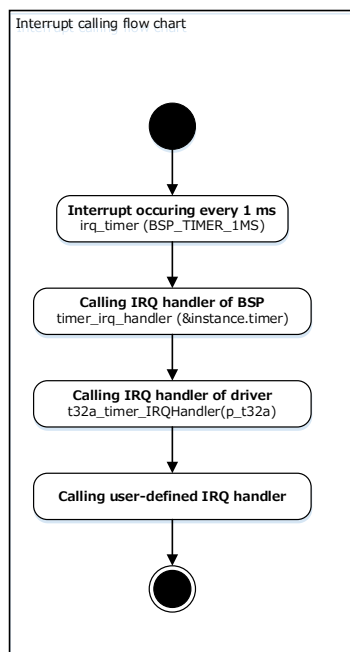 Interrupt calling flow chart
Interrupt occuring every 1 ms
irq_timer (BSP_TIMER_1MS)
Calling IRQ handler of BSP
timer_irq_handler (&instance.timer)
Calling IRQ handler of driver
t32a_timer_IRQHandler(p_t32a)
Calling user-defined IRQ handler